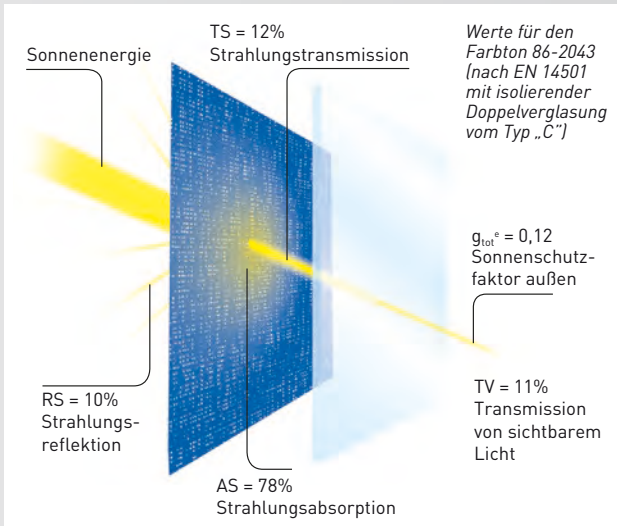 Sonnenenergie
TS = 12%
Strahlungstransmission
Werte für den
Farbton 86-2043
(nach EN 14501
mit isolierender
Doppelverglasung
vom Typ „C”)
gtotᵉ = 0,12
Sonnenschutz-
faktor außen
RS = 10%
Strahlungs-
reflektion
TV = 11%
Transmission
von sichtbarem
Licht
AS = 78%
Strahlungsabsorption